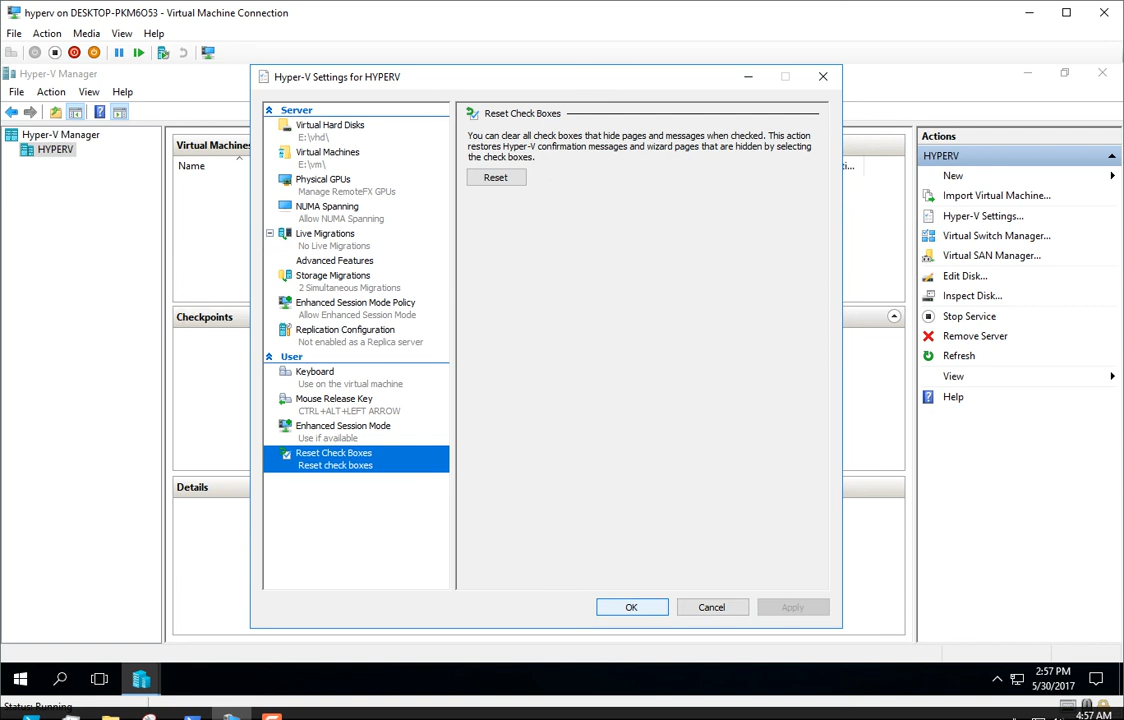 hyperv on DESKTOP-PKM6O53 - Virtual Machine Connection
File Action Media View Help
Hyper-V Manager
File Action View Help
Hyper-V Manager
HYPERV
Virtual Machines
Name
Checkpoints
Details
Hyper-V Settings for HYPERV
Server
Virtual Hard Disks
E:\vhd\
Virtual Machines
E:\vm\
Physical GPUs
Manage RemoteFX GPUs
NUMA Spanning
Allow NUMA Spanning
Live Migrations
No Live Migrations
Advanced Features
Storage Migrations
2 Simultaneous Migrations
Enhanced Session Mode Policy
Allow Enhanced Session Mode
Replication Configuration
Not enabled as a Replica server
User
Keyboard
Use on the virtual machine
Mouse Release Key
CTRL+ALT+LEFT ARROW
Enhanced Session Mode
Use if available
Reset Check Boxes
Reset check boxes
Reset Check Boxes
You can clear all check boxes that hide pages and messages when checked. This action
restores Hyper-V confirmation messages and wizard pages that are hidden by selecting
the check boxes.
Reset
OK Cancel Apply
Actions
HYPERV
New
Import Virtual Machine...
Hyper-V Settings...
Virtual Switch Manager...
Virtual SAN Manager...
Edit Disk...
Inspect Disk...
Stop Service
Remove Server
Refresh
View
Help
2:57 PM
5/30/2017
Status: Running
4:57 AM